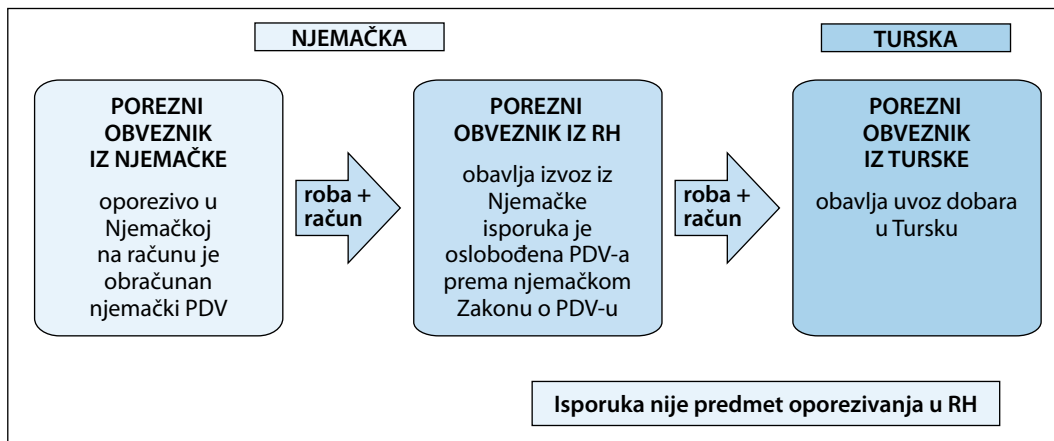 NJEMAČKA
TURSKA
POREZNI
OBVEZNIK
IZ NJEMAČKE
oporezivo u
Njemačkoj
na računu je
obračunan
njemački PDV
roba +
račun
POREZNI
OBVEZNIK IZ RH
obavlja izvoz iz
Njemačke
isporuka je
oslobođena PDV-a
prema njemačkom
Zakonu o PDV-u
roba +
račun
POREZNI
OBVEZNIK
IZ TURSKE
obavlja uvoz dobara
u Tursku
Isporuka nije predmet oporezivanja u RH